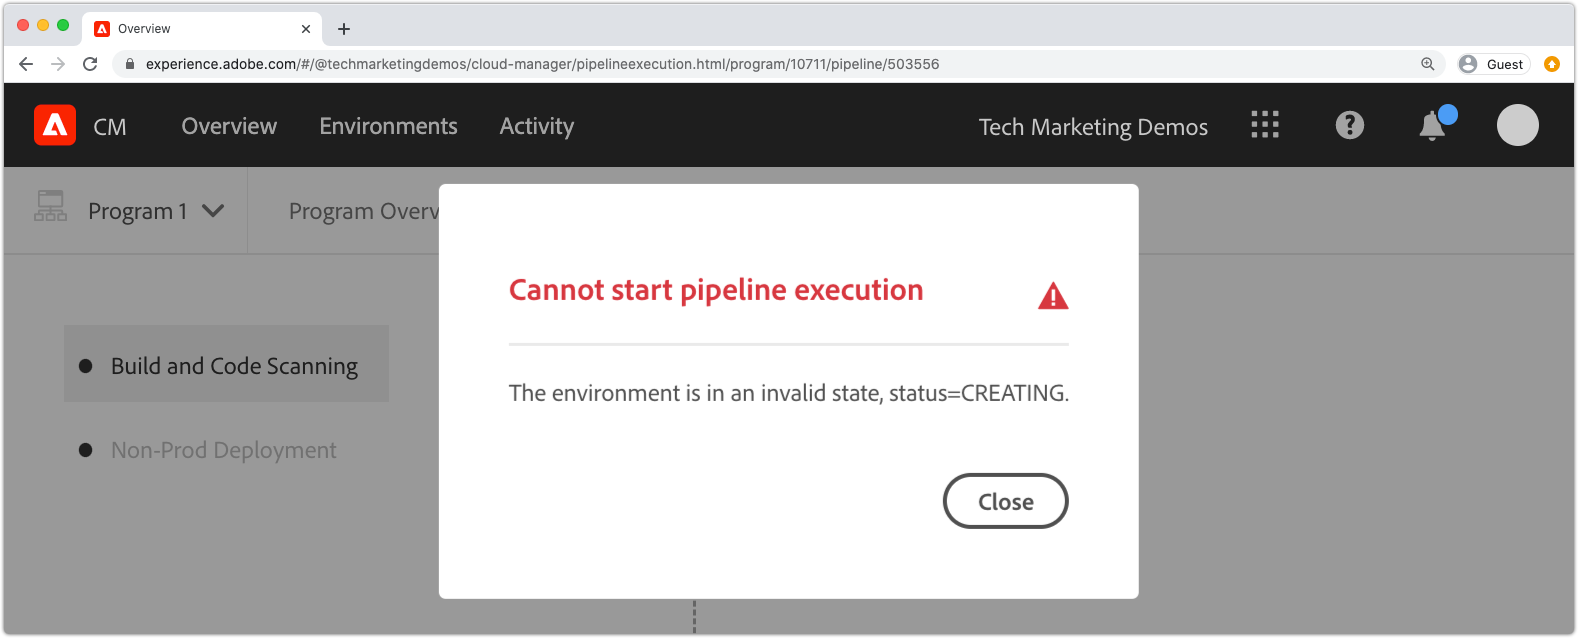 Overview
experience.adobe.com/#/@techmarketingdemos/cloud-manager/pipelineexecution.html/program/10711/pipeline/503556
Guest
CM
Overview
Environments
Activity
Tech Marketing Demos
Program 1
Program Overv
Cannot start pipeline execution
The environment is in an invalid state, status=CREATING.
Build and Code Scanning
Non-Prod Deployment
Close